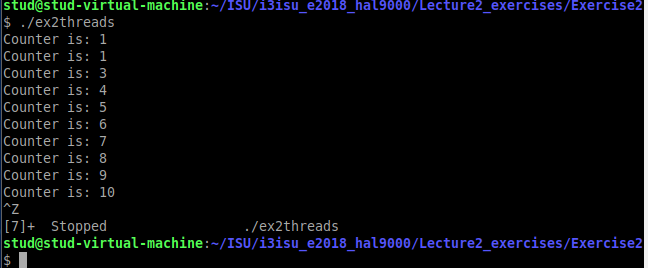 stud@stud-virtual-machine:~/ISU/i3isu_e2018_hal9000/Lecture2_exercises/Exercise2
$ ./ex2threads
Counter is: 1
Counter is: 1
Counter is: 3
Counter is: 4
Counter is: 5
Counter is: 6
Counter is: 7
Counter is: 8
Counter is: 9
Counter is: 10
^Z
[7]+  Stopped                 ./ex2threads
stud@stud-virtual-machine:~/ISU/i3isu_e2018_hal9000/Lecture2_exercises/Exercise2
$